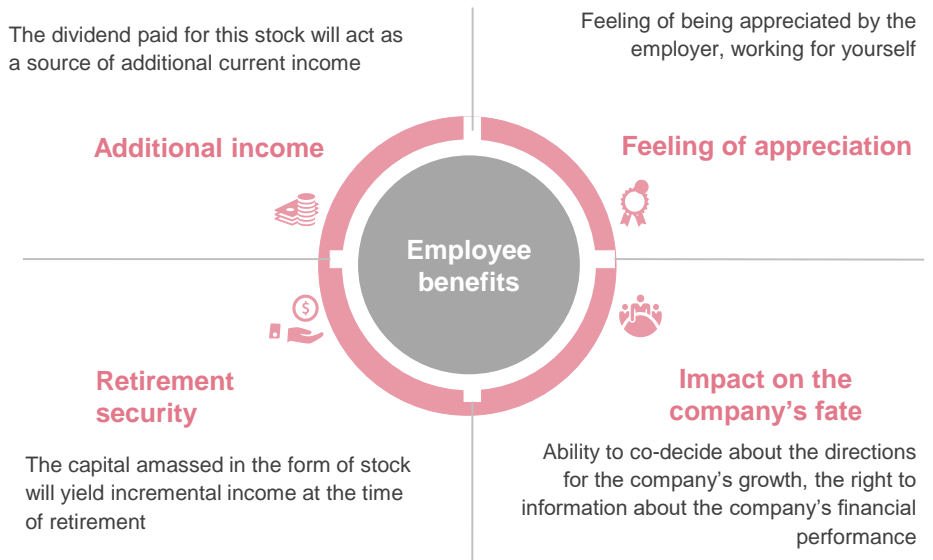 The dividend paid for this stock will act as
a source of additional current income
Additional income
Feeling of being appreciated by the
employer, working for yourself
Feeling of appreciation
Employee
benefits
$
Retirement
security
The capital amassed in the form of stock
will yield incremental income at the time
of retirement
Impact on the
company's fate
Ability to co-decide about the directions
for the company's growth, the right to
information about the company's financial
performance